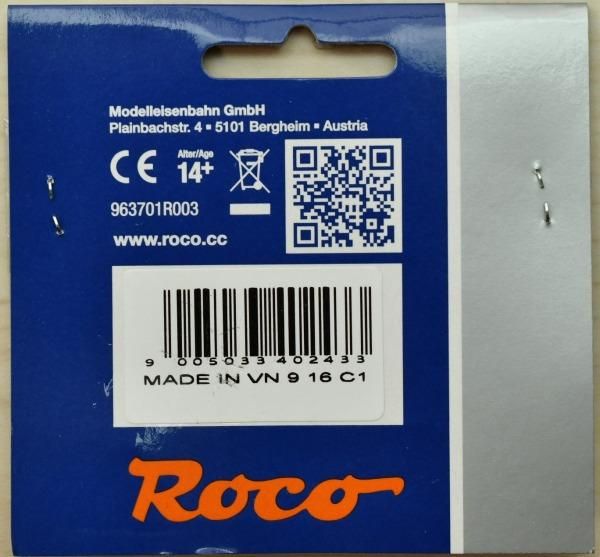 Modelleisenbahn GmbH
Plainbachstr. 4 ▪ 5101 Bergheim ▪ Austria
CE
Alter/Age
14+
963701R003
www.roco.cc
9 005033 402433
MADE IN VN 9 16 C1
Roco